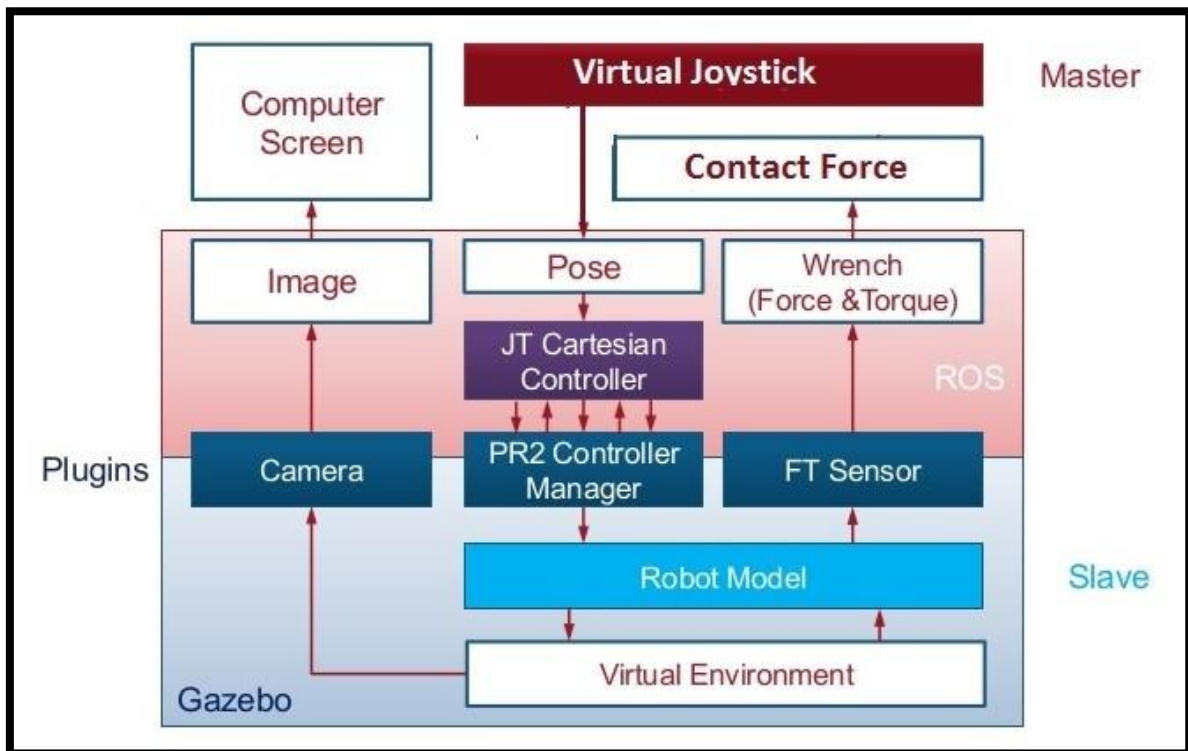 Virtual Joystick
Master
Computer
Screen
Contact Force
Image
Pose
Wrench
(Force &Torque)
JT Cartesian
Controller
ROS
Plugins
Camera
PR2 Controller
Manager
FT Sensor
Robot Model
Slave
Virtual Environment
Gazebo